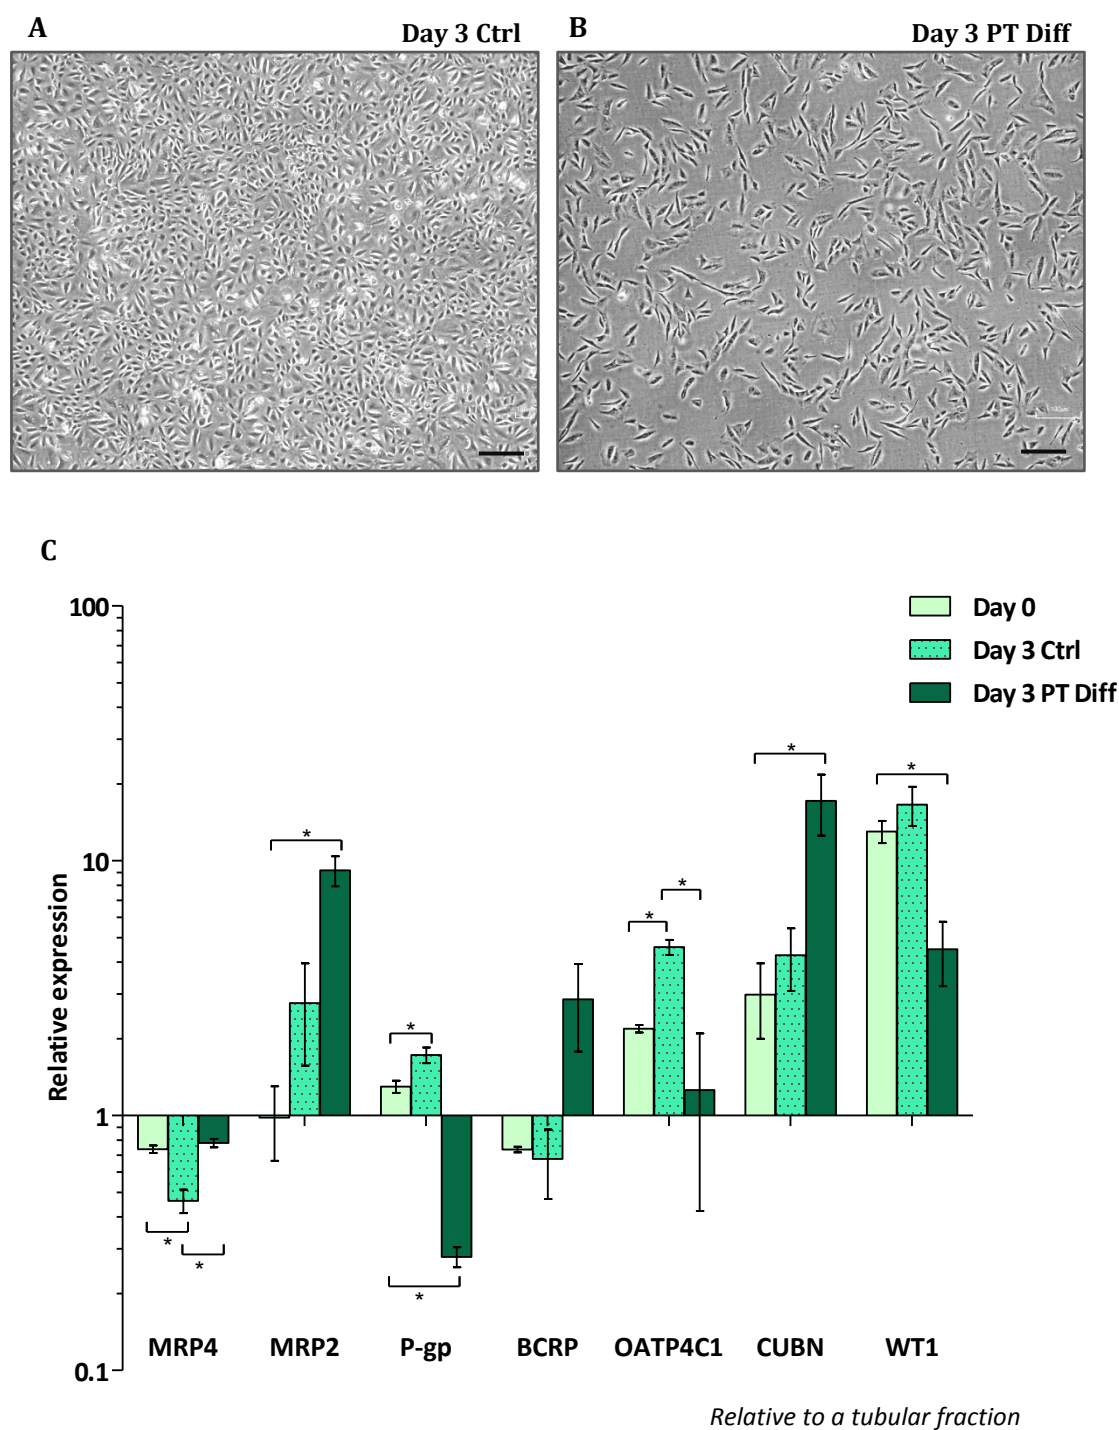 A
Day 3 Ctrl
B
Day 3 PT Diff
100µm
C
Day 0
Day 3 Ctrl
Day 3 PT Diff
Relative expression
100
10
1
0.1
*
*
*
*
*
*
*
*
*
*
MRP4
MRP2
P-gp
BCRP
OATP4C1
CUBN
WT1
Relative to a tubular fraction